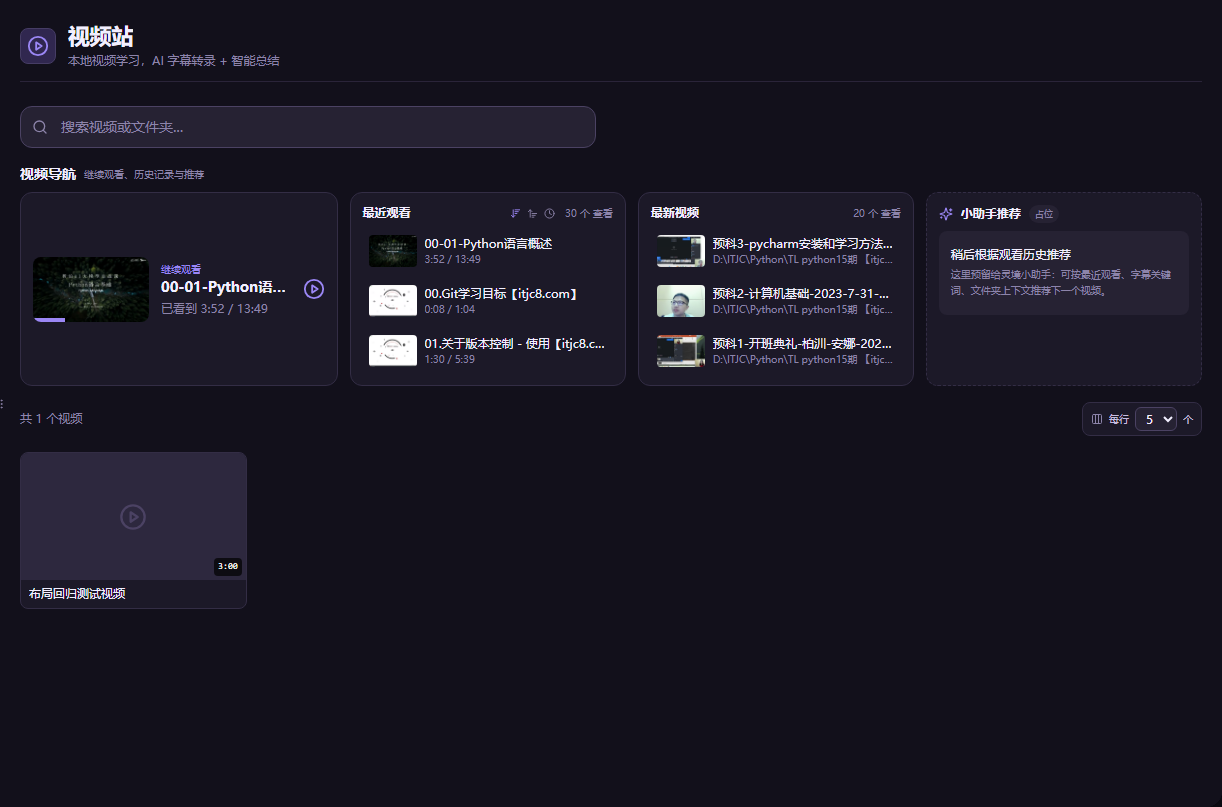 视频站
本地视频学习，AI 字幕转录 + 智能总结
搜索视频或文件夹...
视频导航 继续观看、历史记录与推荐
继续观看
00-01-Python语...
已看到 3:52 / 13:49
最近观看 30 个 查看
00-01-Python语言概述
3:52 / 13:49
00.Git学习目标【itjc8.com】
0:08 / 1:04
01.关于版本控制 - 使用【itjc8.c...
1:30 / 5:39
最新视频 20 个 查看
预科3-pycharm安装和学习方法...
D:\ITJC\Python\TL python15期 【itjc...
预科2-计算机基础-2023-7-31-...
D:\ITJC\Python\TL python15期 【itjc...
预科1-开班典礼-柏汌-安娜-202...
D:\ITJC\Python\TL python15期 【itjc...
小助手推荐 占位
稍后根据观看历史推荐
这里预留给灵境小助手：可按最近观看、字幕关键
词、文件夹上下文推荐下一个视频。
共 1 个视频
每行 5 个
3:00
布局回归测试视频